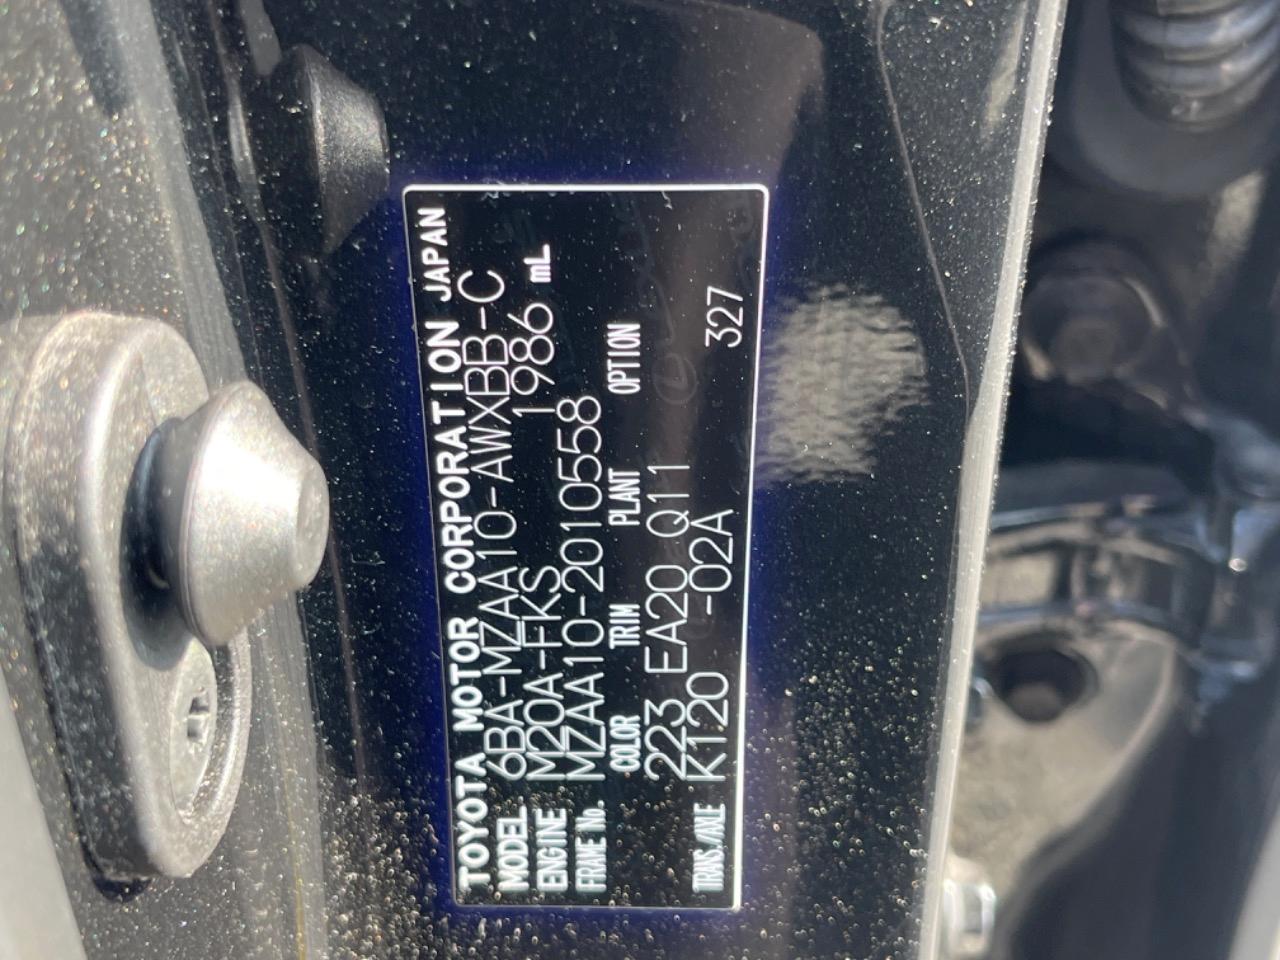 TOYOTA MOTOR CORPORATION JAPAN
MODEL 6BA-MZAA10-AWXBB-C
ENGINE M20A-FKS 1986 mL
FRAME No. MZAA10-2010558
COLOR TRIM PLANT OPTION
223 EA20 Q11
TRANS./AXLE K120 -02A 327